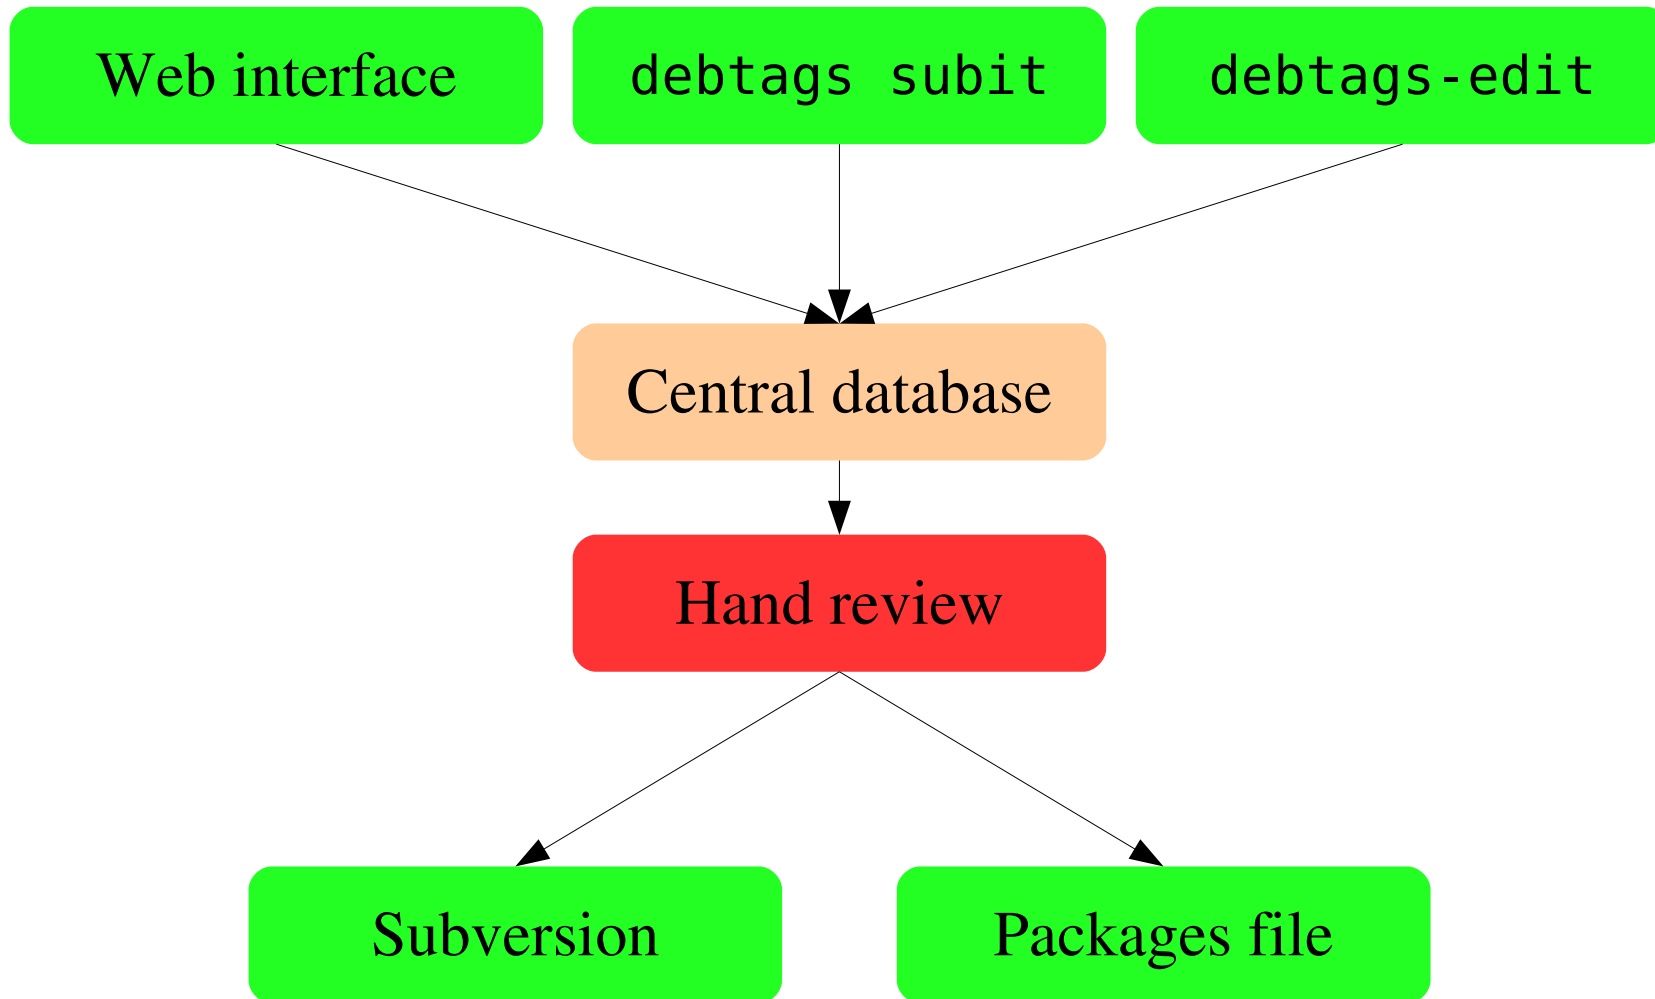 Web interface
debtags subit
debtags-edit
Central database
Hand review
Subversion
Packages file